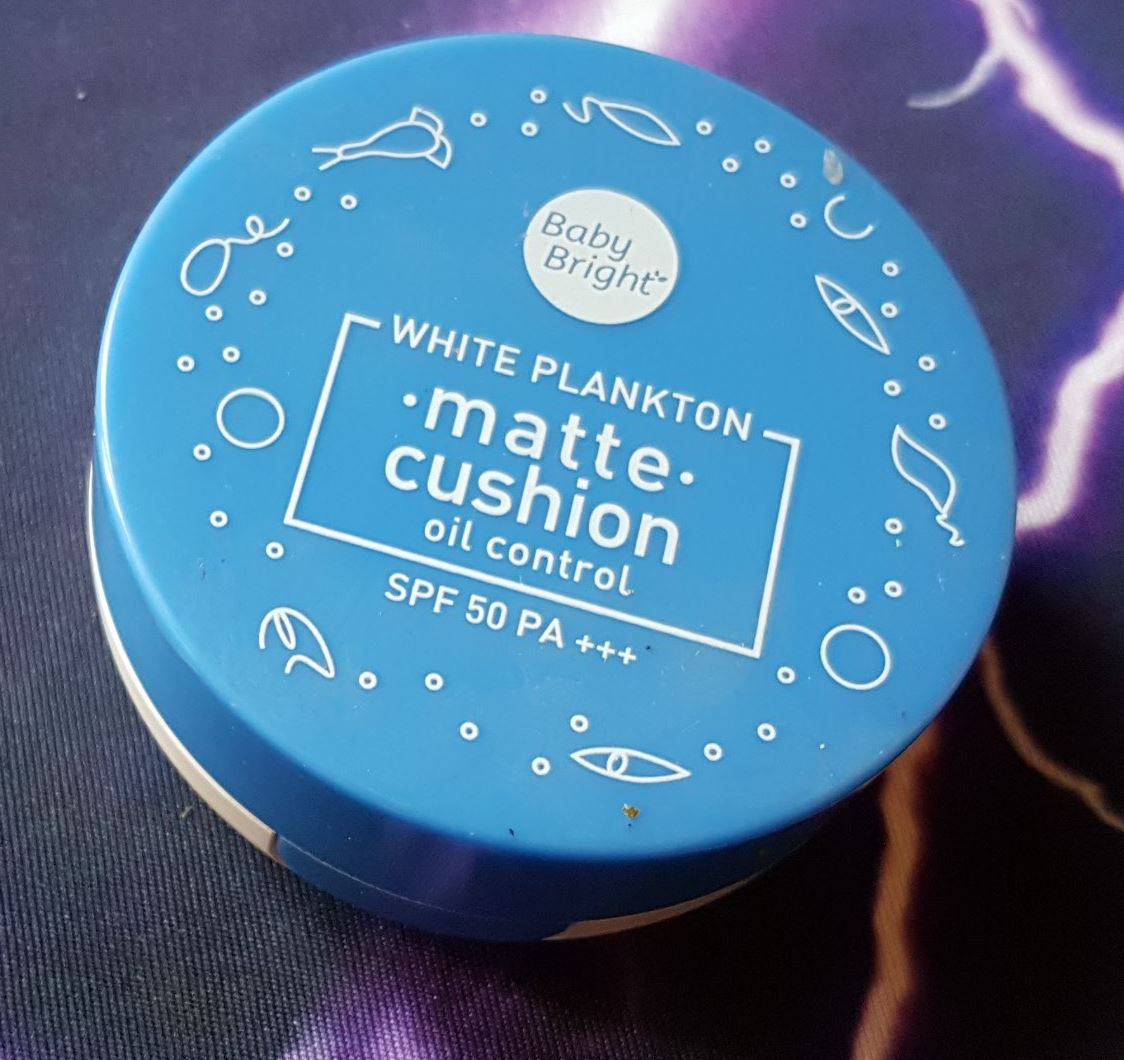 Baby
Bright
WHITE PLANKTON
·matte·
cushion
oil control
SPF 50 PA +++